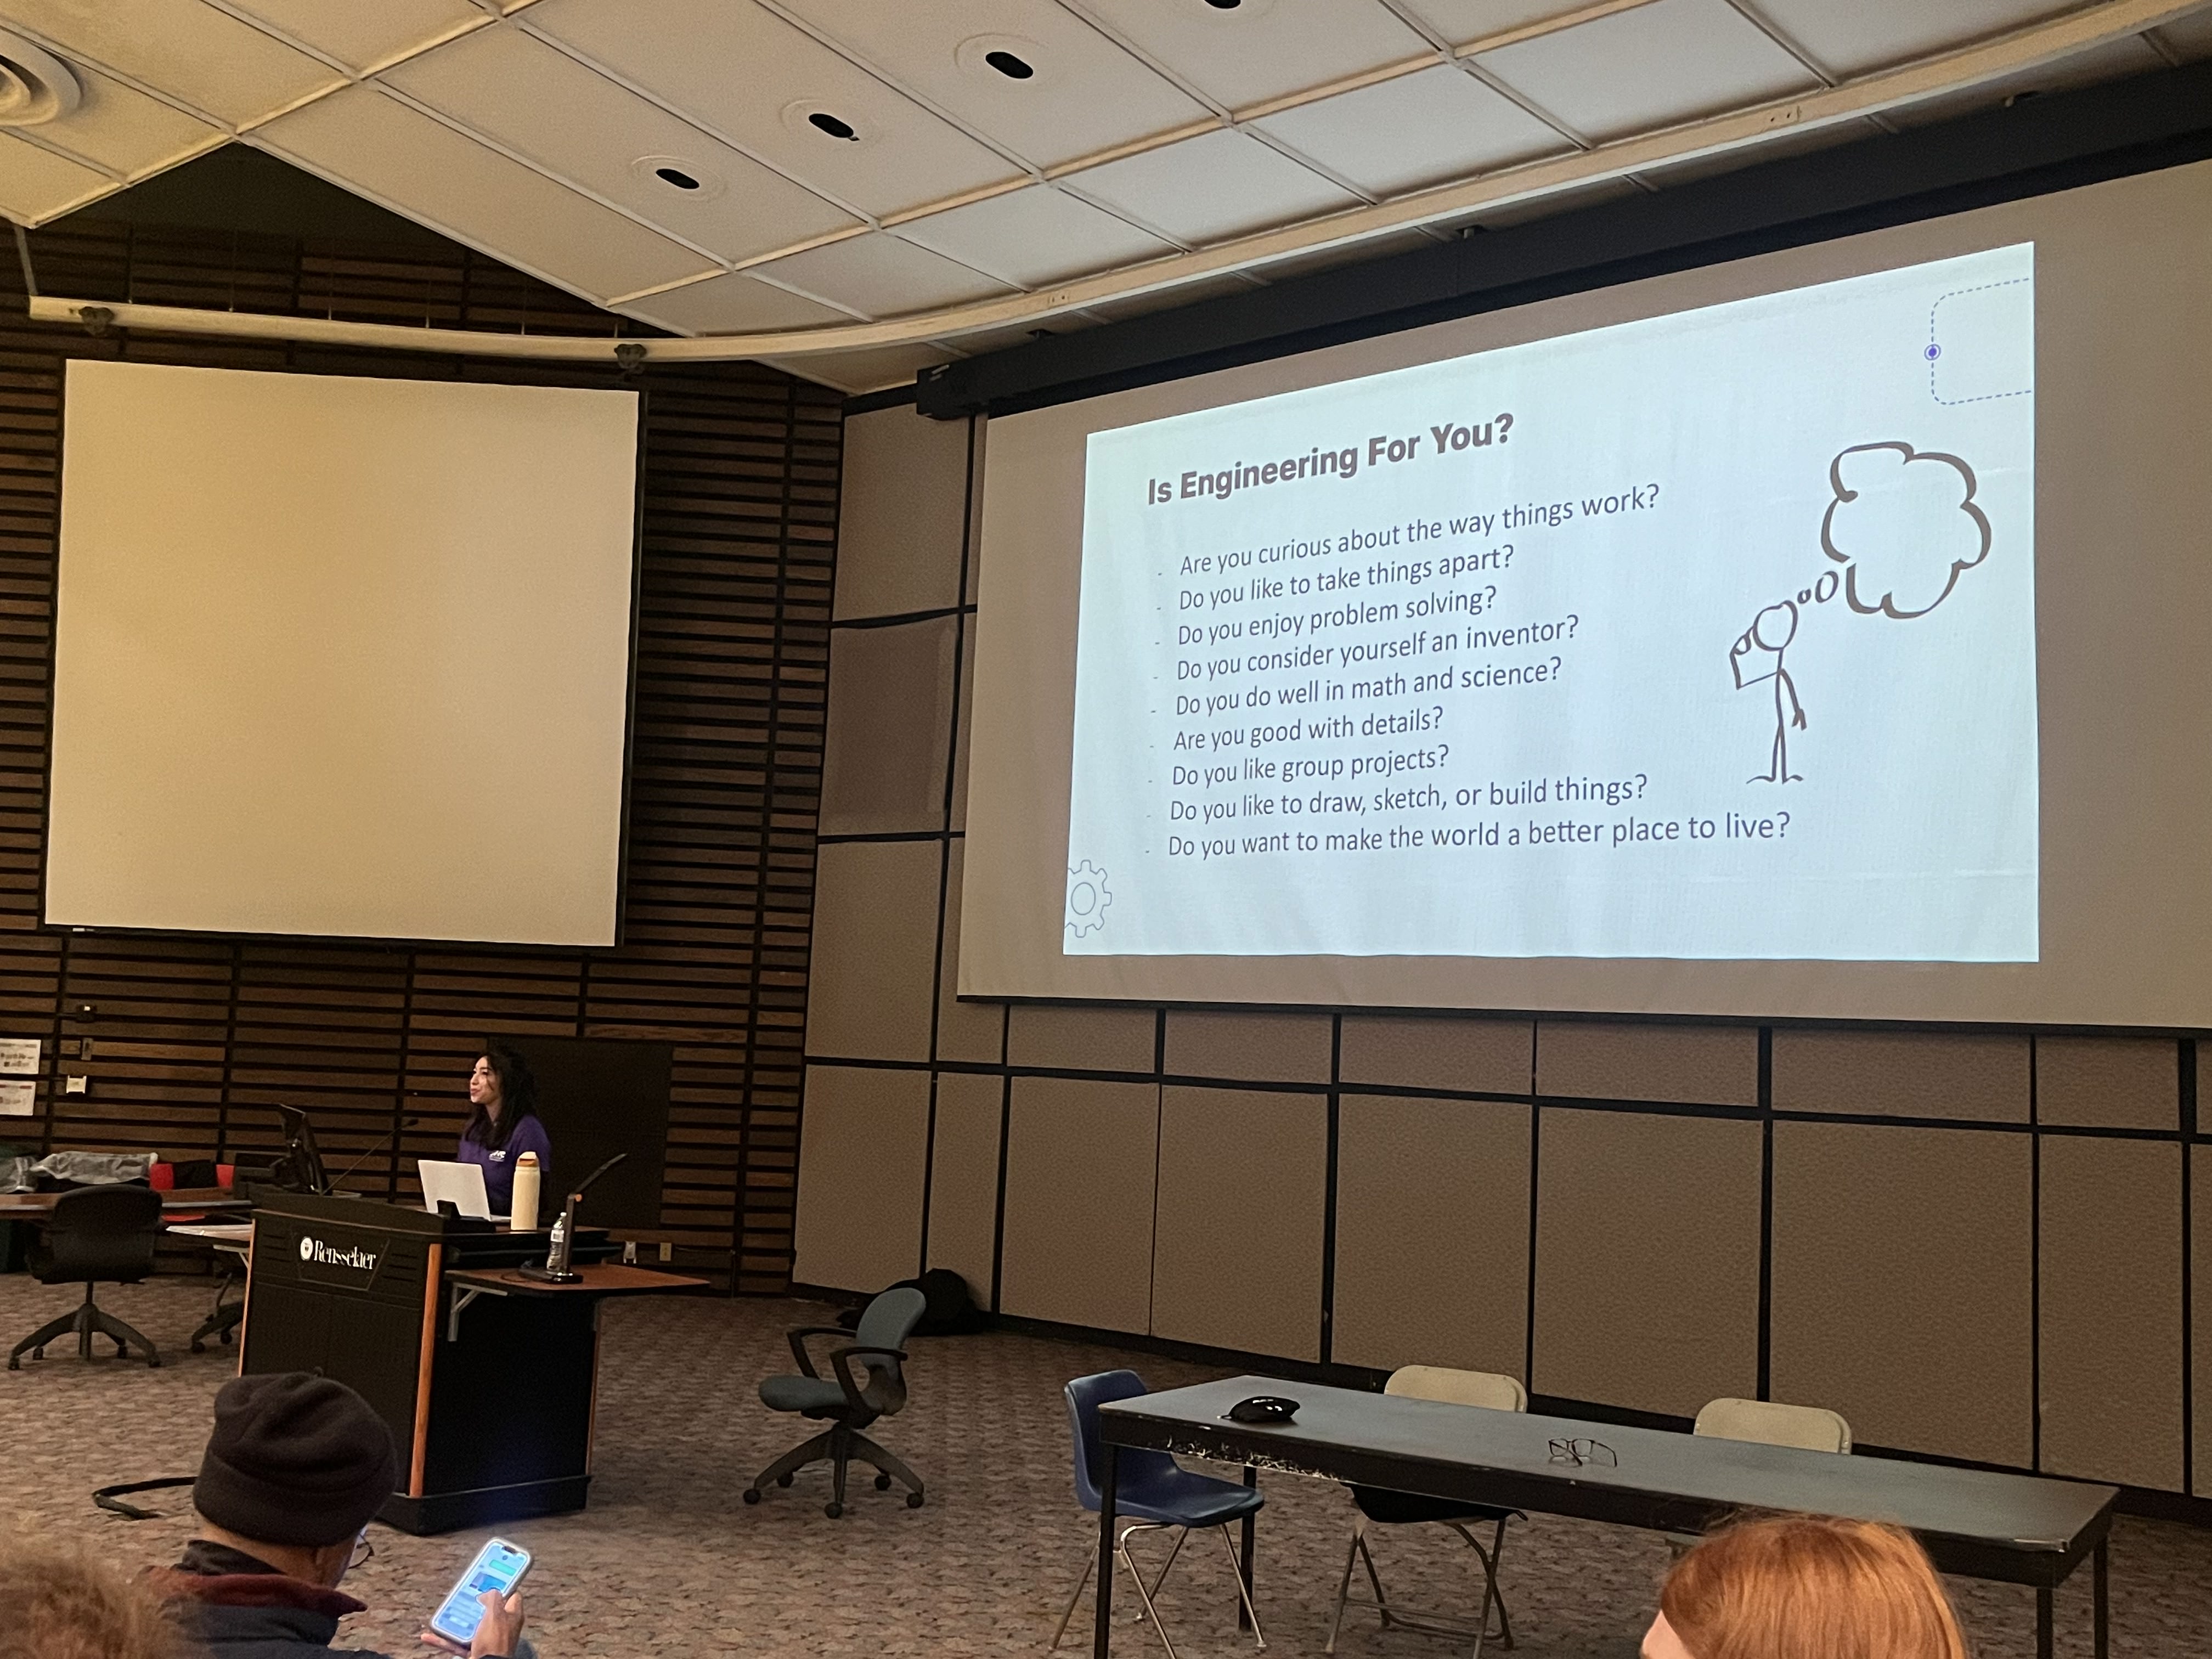 Is Engineering For You?
- Are you curious about the way things work?
- Do you like to take things apart?
- Do you enjoy problem solving?
- Do you consider yourself an inventor?
- Do you do well in math and science?
- Are you good with details?
- Do you like group projects?
- Do you like to draw, sketch, or build things?
- Do you want to make the world a better place to live?
Rensselaer